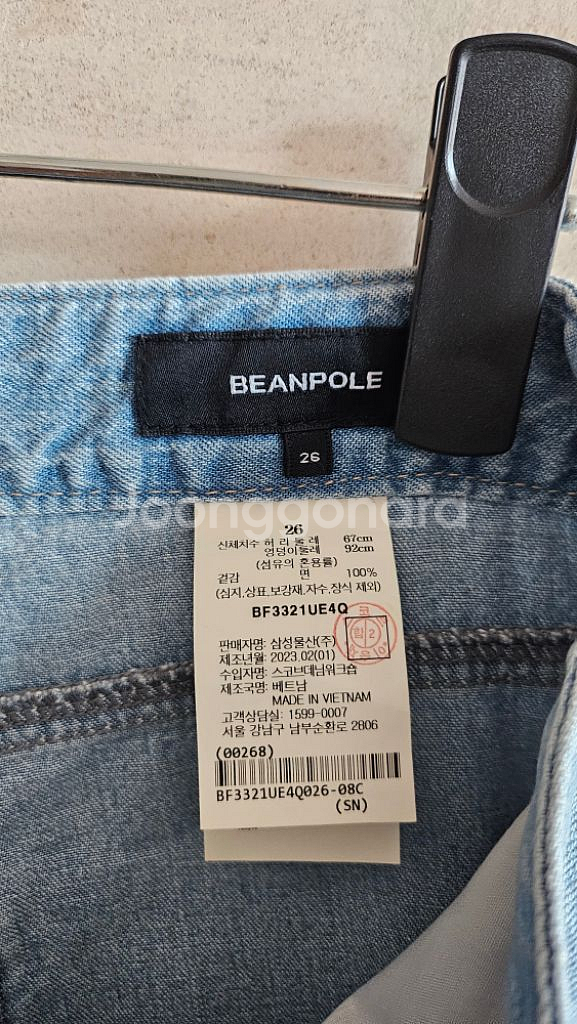 BEANPOLE
26
Joonggonara
26
신체치수 허 리 둘 레 67cm
엉덩이둘레 92cm
(섬유의 혼용률)
겉감 면 100%
(심지,상표,보강재,자수,장식 제외)
BF3321UE4Q
판매자명: 삼성물산(주)
제조년월: 2023.02(01)
수입자명: 스코브데님워크숍
제조국명: 베트남
MADE IN VIETNAM
고객상담실: 1599-0007
서울 강남구 남부순환로 2806
(00268)
BF3321UE4Q026-08C
(SN)